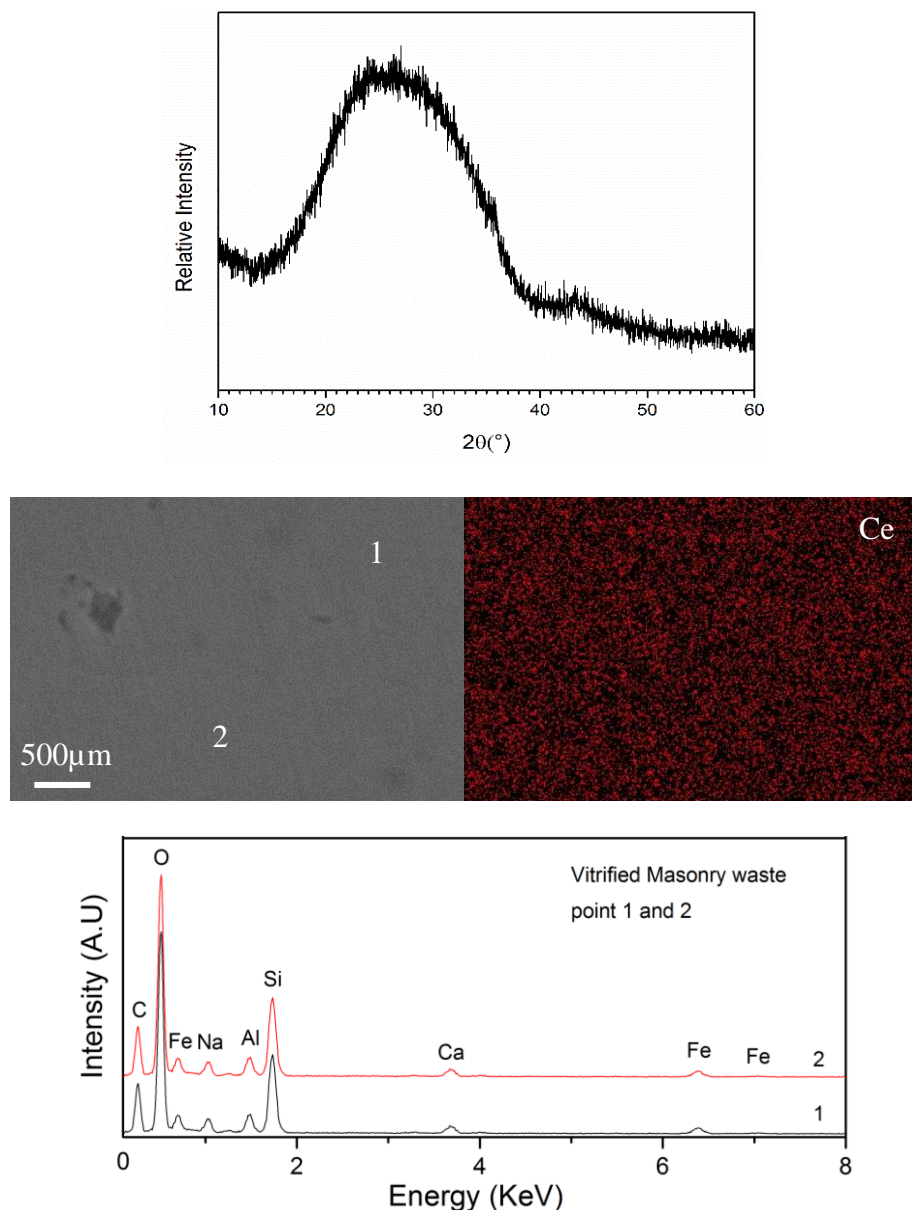 Relative Intensity
10 20 30 40 50 60
2θ(°)
1
2
500µm
Ce
Intensity (A.U)
O
C
Fe
Na
Al
Si
Ca
Fe
Fe
Vitrified Masonry waste
point 1 and 2
2
1
0 2 4 6 8
Energy (KeV)